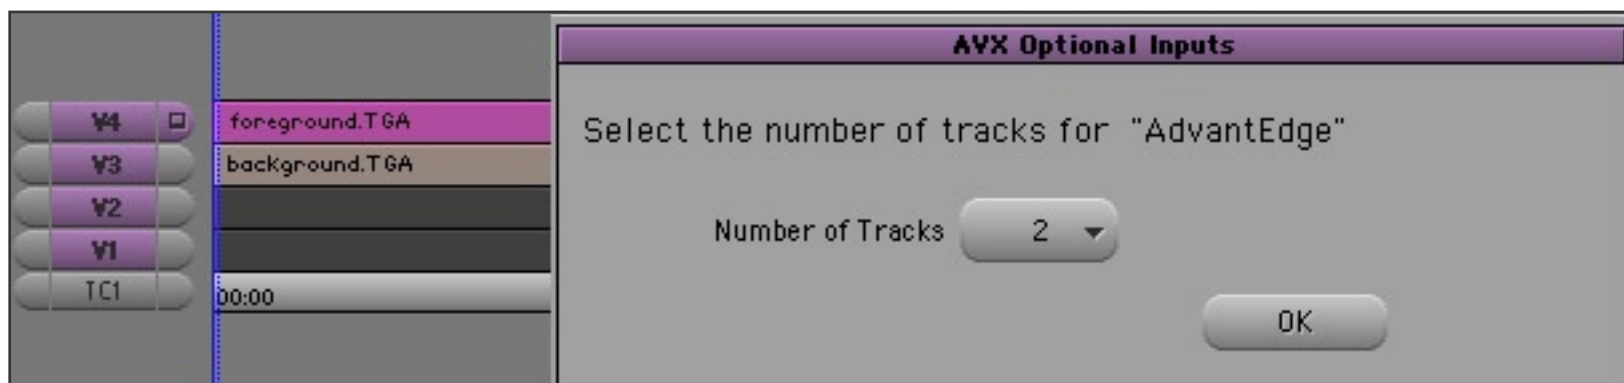 AVX Optional Inputs
V4 foreground.TGA
V3 background.TGA
V2
V1
TC1 00:00
Select the number of tracks for "AdvantEdge"
Number of Tracks 2
OK